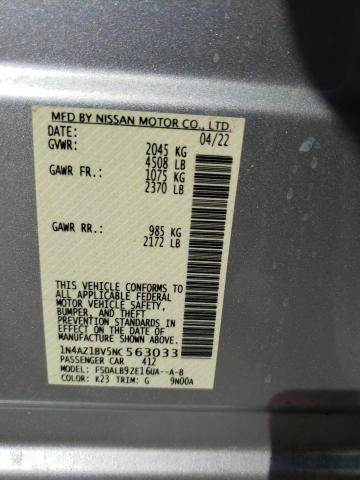 MFD BY NISSAN MOTOR CO., LTD.
DATE: 04/22
GVWR: 2045 KG
4508 LB
GAWR FR: 1075 KG
2370 LB
GAWR RR: 985 KG
2172 LB
THIS VEHICLE CONFORMS TO
ALL APPLICABLE FEDERAL
MOTOR VEHICLE SAFETY,
BUMPER, AND THEFT
STANDARDS IN EFFECT ON THE
DATE OF MANUFACTURE SHOWN ABOVE.
1N4AZ1BV5NC563033
PASSENGER CAR 412
MODEL: FSDALB9ZE16UA--A-B
COLOR: K23 TRIM: G 9N00A